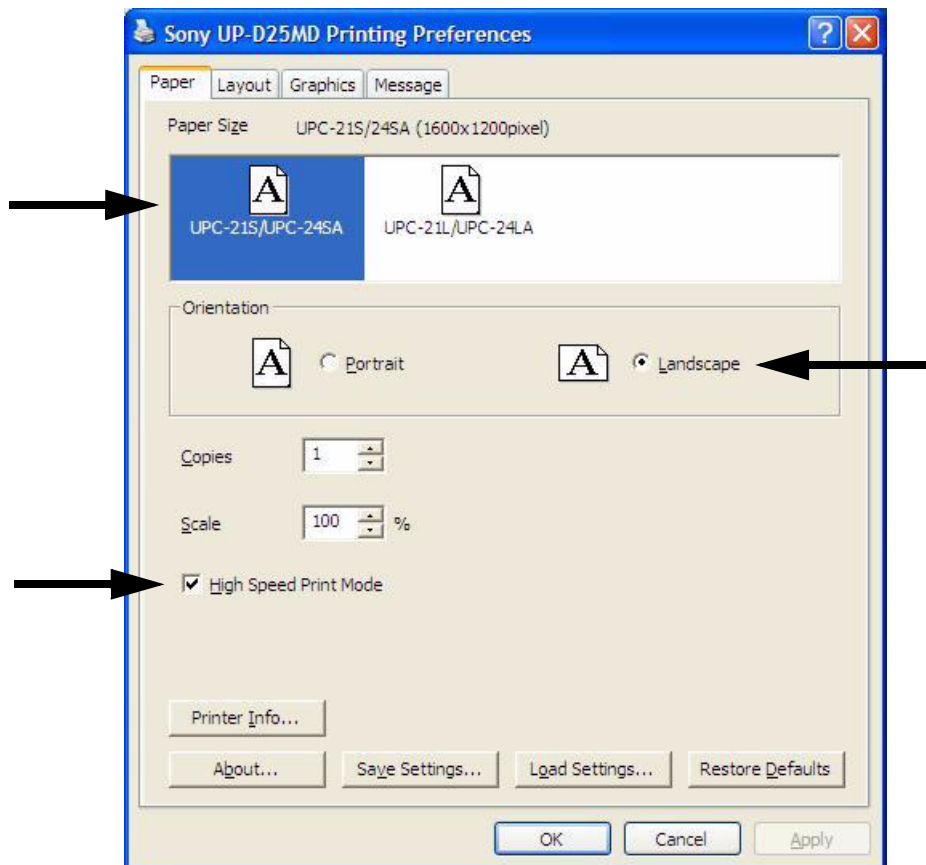 Sony UP-D25MD Printing Preferences
Paper Layout Graphics Message
Paper Size UPC-21S/24SA (1600x1200pixel)
A A
UPC-21S/UPC-24SA UPC-21L/UPC-24LA
Orientation
A Portrait A Landscape
Copies 1
Scale 100 %
High Speed Print Mode
Printer Info...
About... Save Settings... Load Settings... Restore Defaults
OK Cancel Apply